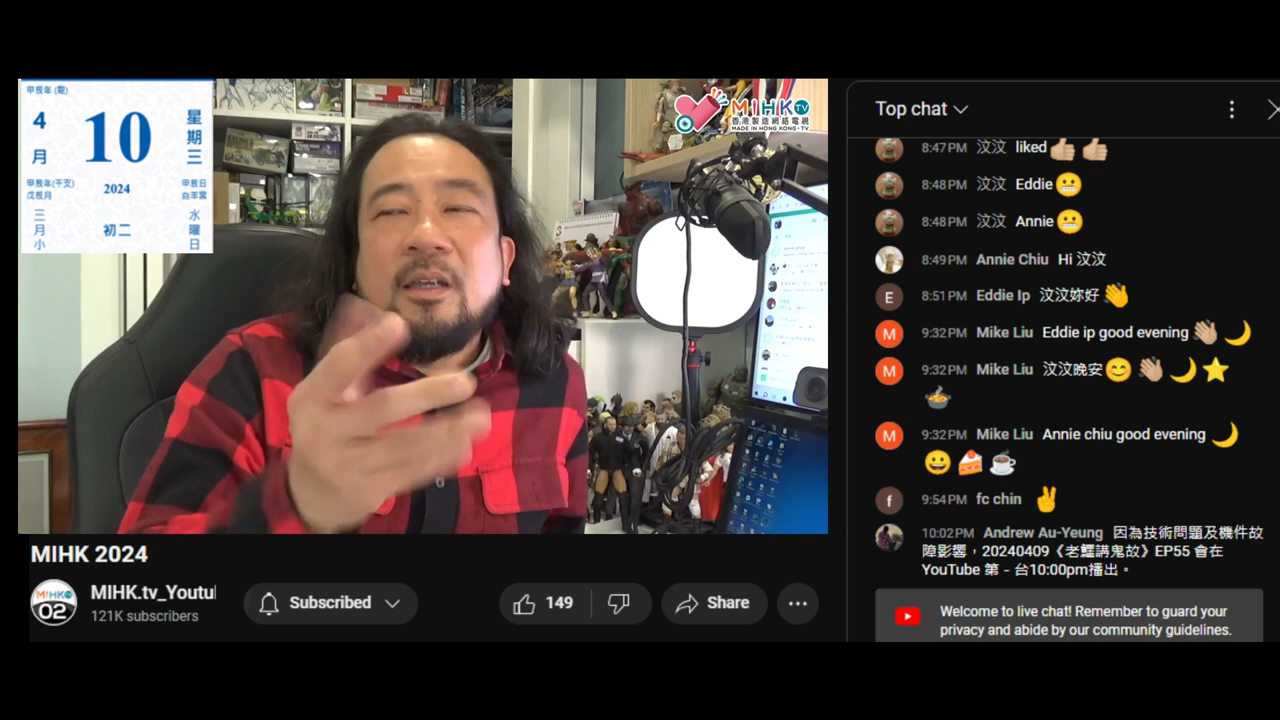 甲辰年 (龍)
4
月
10
星
期
三
甲辰年(干支)
戊辰月
2024
甲辰日
白羊宮
三
月
小
初二
水
曜
日
MIHK TV
香港製造網絡電視
MADE IN HONG KONG • TV
Top chat
8:47 PM 汶汶 liked👍🏼👍🏼
8:48 PM 汶汶 Eddie😬
8:48 PM 汶汶 Annie😬
8:49 PM Annie Chiu Hi 汶汶
E 8:51 PM Eddie Ip 汶汶妳好👋
M 9:32 PM Mike Liu Eddie ip good evening👋🏼🌙
M 9:32 PM Mike Liu 汶汶晚安😊👋🏼🌙⭐
🍲
M 9:32 PM Mike Liu Annie chiu good evening🌙
😀🍰☕
f 9:54 PM fc chin ✌️
10:02 PM Andrew Au-Yeung 因為技術問題及機件故
障影響，20240409《老鱷講鬼故》EP55 會在
YouTube 第 - 台10:00pm播出。
Welcome to live chat! Remember to guard your
privacy and abide by our community guidelines.
MIHK 2024
MIHK.tv
02
MIHK.tv_Youtu
121K subscribers
Subscribed
149
Share